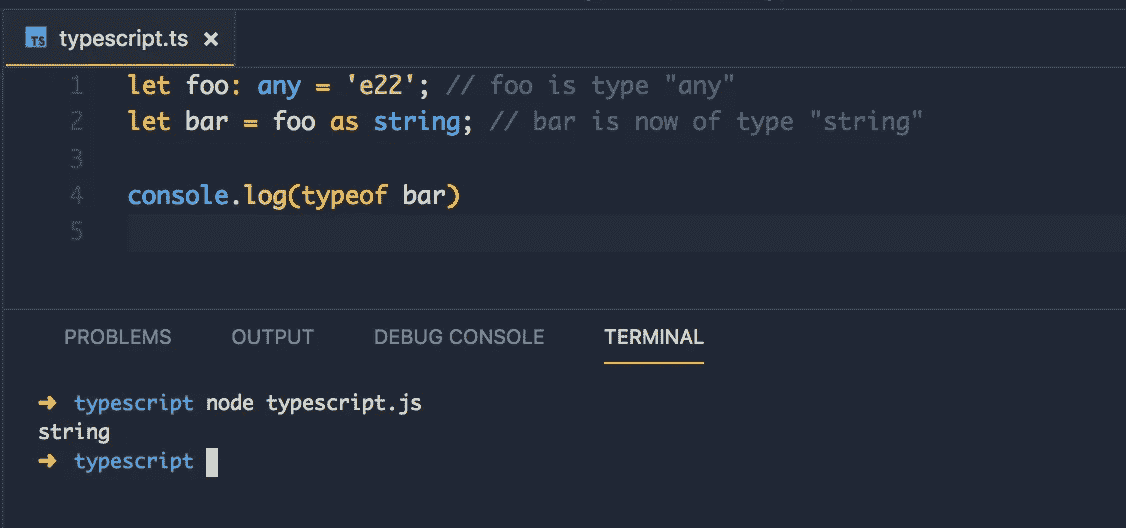 TS typescript.ts ×
1 let foo: any = 'e22'; // foo is type "any"
2 let bar = foo as string; // bar is now of type "string"
3
4 console.log(typeof bar)
5
PROBLEMS OUTPUT DEBUG CONSOLE TERMINAL
➜ typescript node typescript.js
string
➜ typescript